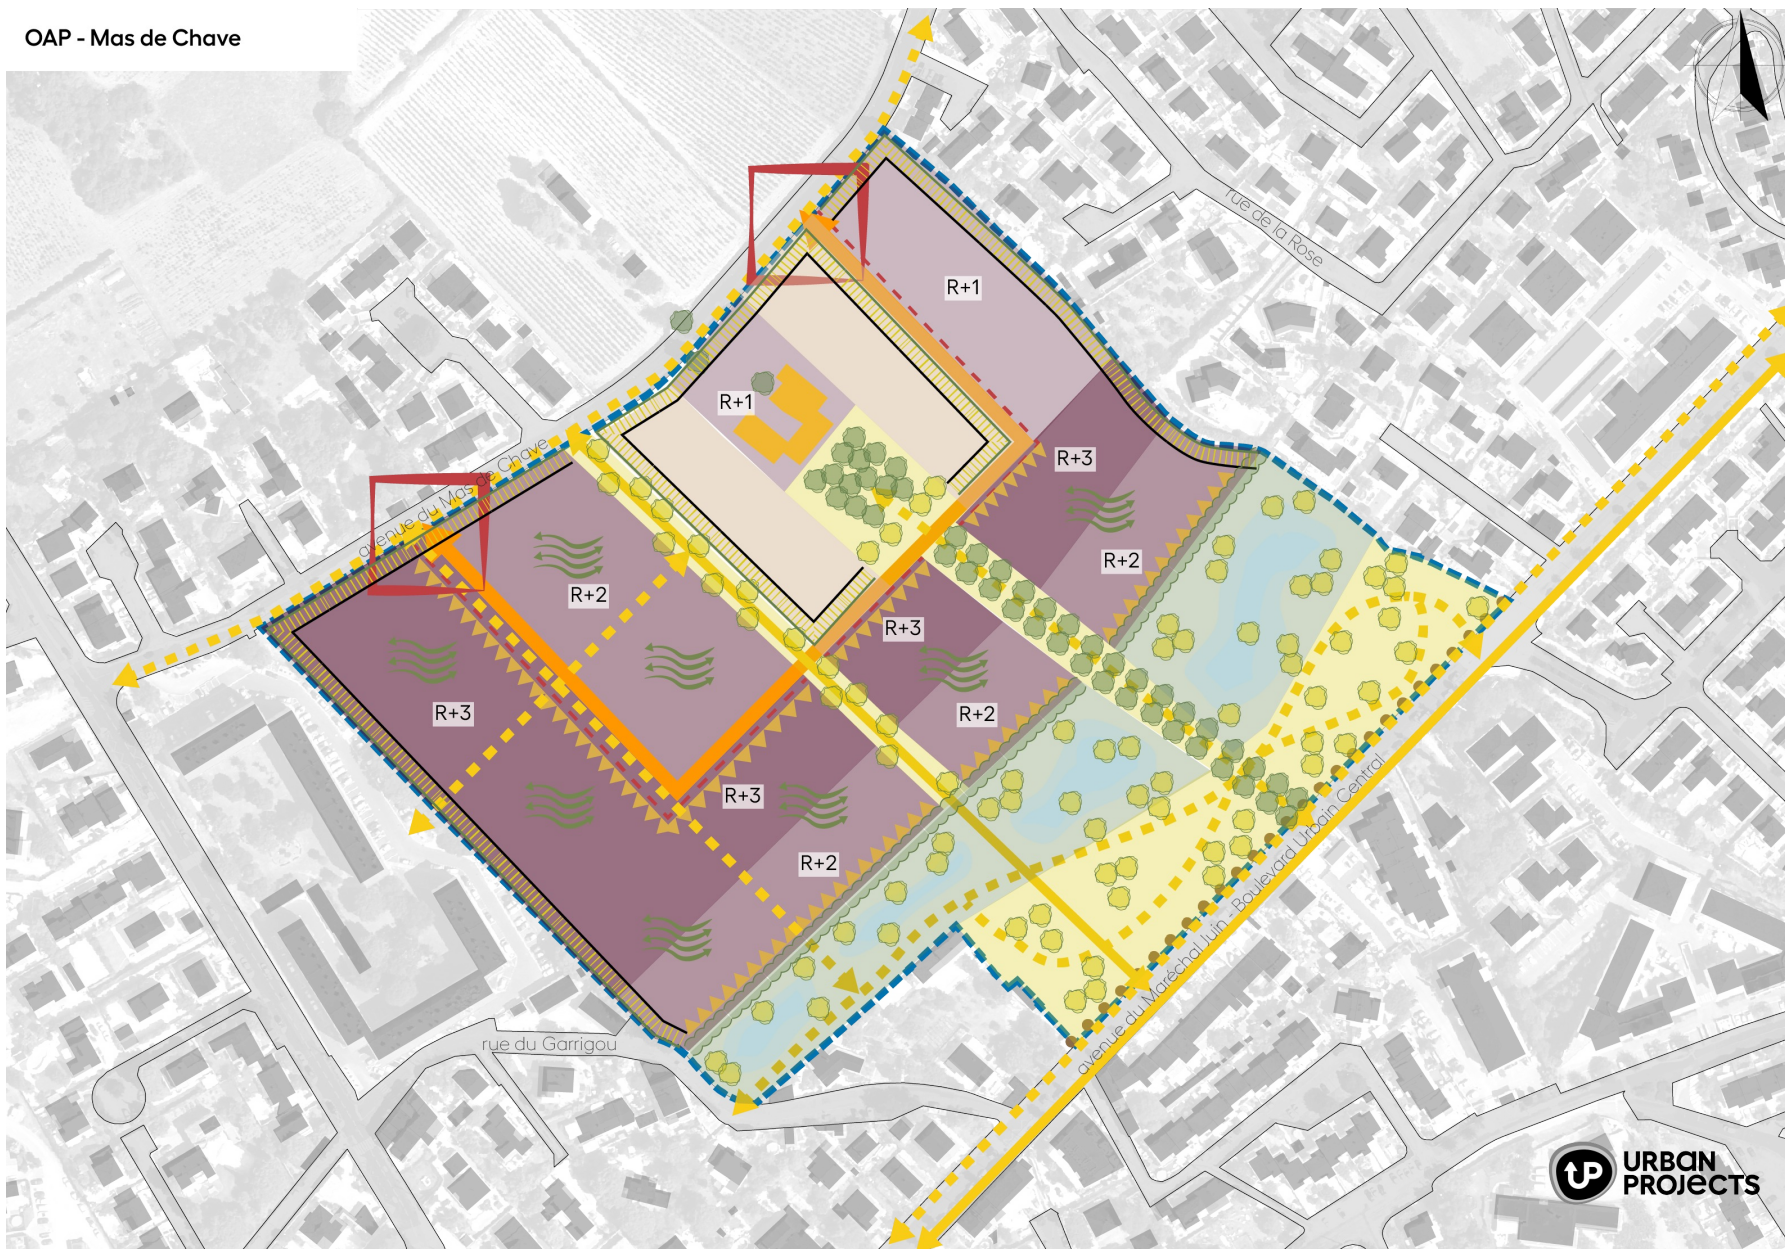 OAP - Mas de Chave
rue de la Rose
R+1
R+1
avenue du Mas de Chave
R+3
R+2
R+2
R+3
R+3
R+2
R+3
R+2
avenue du Maréchal Juin - Boulevard Urbain Central
rue du Garrigou
UP
URBAN
PROJECTS